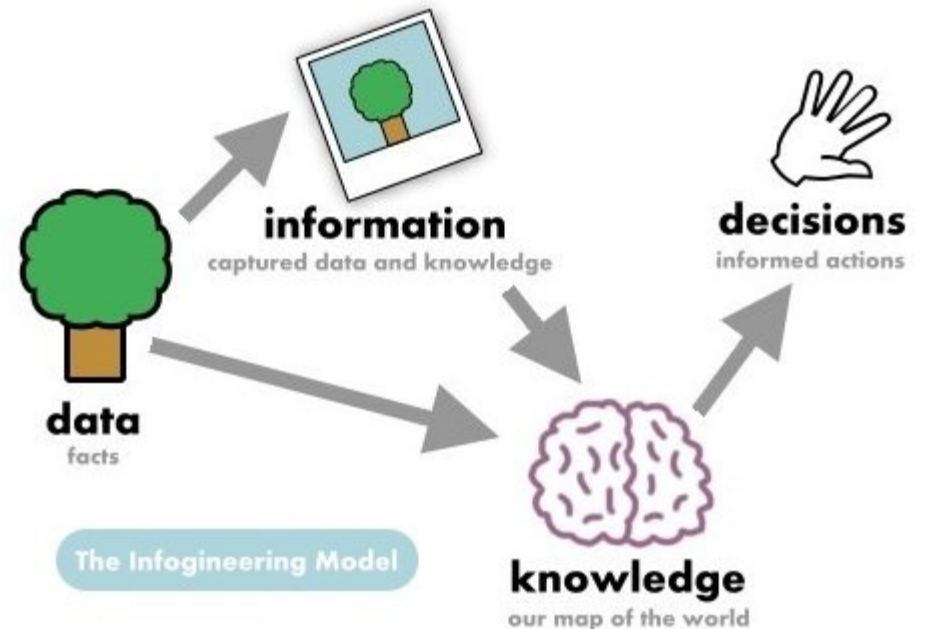 information
captured data and knowledge
decisions
informed actions
data
facts
The Infogineering Model
knowledge
our map of the world